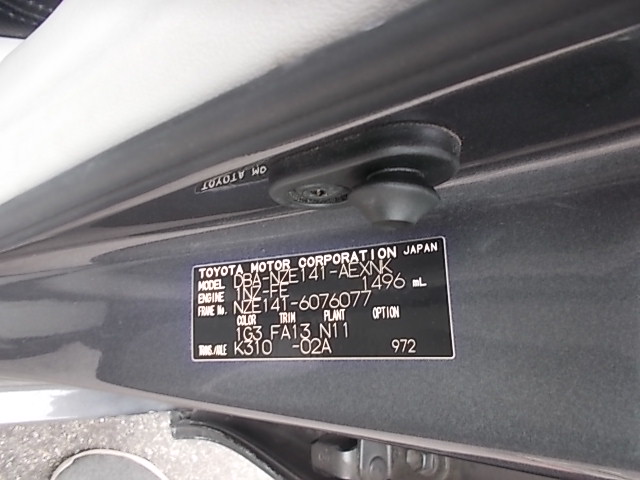 TOYOTA MOTOR CORPORATION JAPAN
MODEL DBA-NZE141-AEXNK
ENGINE 1NZ-FE 1496 mL
FRAME No. NZE141-6076077
COLOR TRIM PLANT OPTION
1G3 FA13 N11
TRANS./AXLE K310 -02A 972
TOYOTA MO